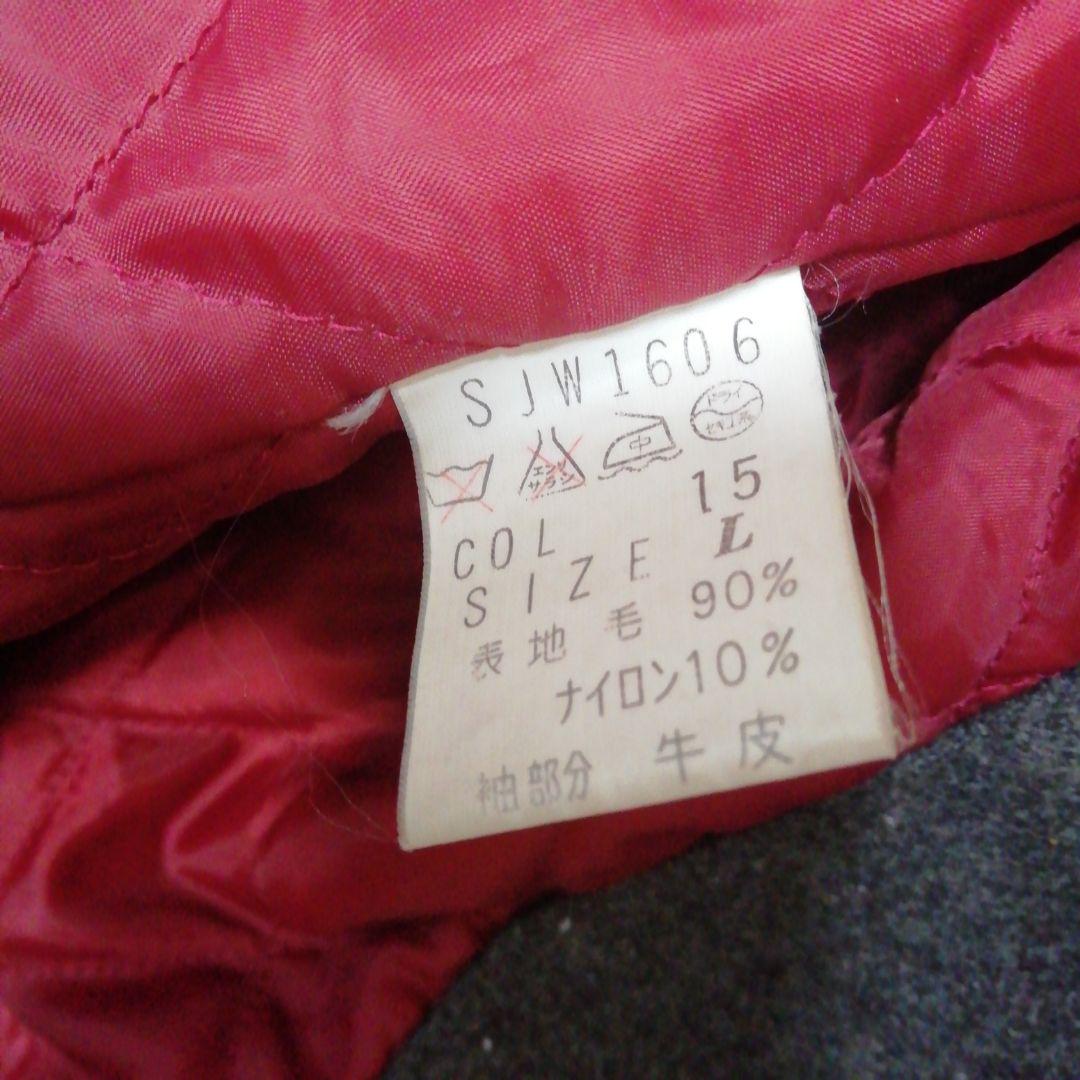 SJW1606
エンソ
サラシ
中
ドライ
セキユ系
COL 15
SIZE L
表地 毛 90%
ナイロン10%
袖部分 牛皮